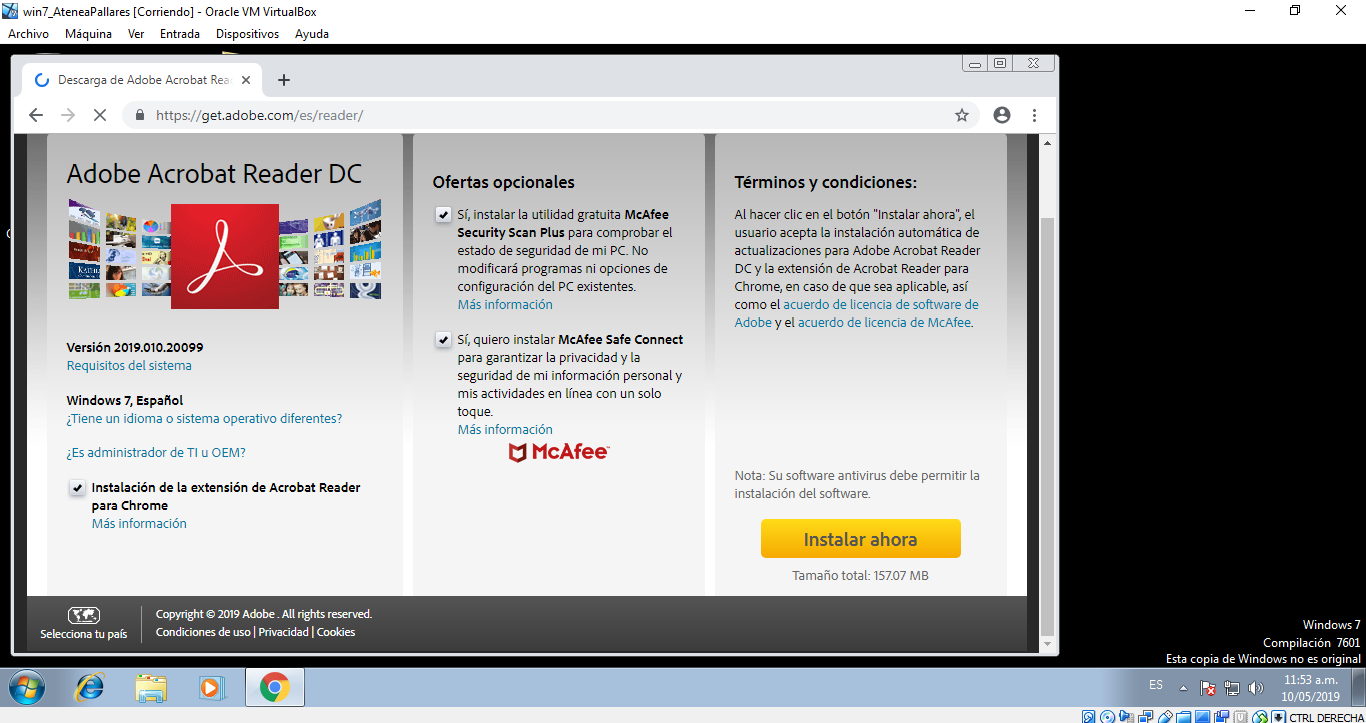 win7_AteneaPallares [Corriendo] - Oracle VM VirtualBox
Archivo Máquina Ver Entrada Dispositivos Ayuda
Descarga de Adobe Acrobat Rea
https://get.adobe.com/es/reader/
Adobe Acrobat Reader DC
Versión 2019.010.20099
Requisitos del sistema
Windows 7, Español
¿Tiene un idioma o sistema operativo diferentes?
¿Es administrador de TI u OEM?
Instalación de la extensión de Acrobat Reader
para Chrome
Más información
Ofertas opcionales
Sí, instalar la utilidad gratuita McAfee
Security Scan Plus para comprobar el
estado de seguridad de mi PC. No
modificará programas ni opciones de
configuración del PC existentes.
Más información
Sí, quiero instalar McAfee Safe Connect
para garantizar la privacidad y la
seguridad de mi información personal y
mis actividades en línea con un solo
toque.
Más información
McAfee™
Términos y condiciones:
Al hacer clic en el botón "Instalar ahora", el
usuario acepta la instalación automática de
actualizaciones para Adobe Acrobat Reader
DC y la extensión de Acrobat Reader para
Chrome, en caso de que sea aplicable, así
como el acuerdo de licencia de software de
Adobe y el acuerdo de licencia de McAfee.
Nota: Su software antivirus debe permitir la
instalación del software.
Instalar ahora
Tamaño total: 157.07 MB
Selecciona tu país
Copyright © 2019 Adobe . All rights reserved.
Condiciones de uso | Privacidad | Cookies
Windows 7
Compilación 7601
Esta copia de Windows no es original
ES
11:53 a.m.
10/05/2019
CTRL DERECHA